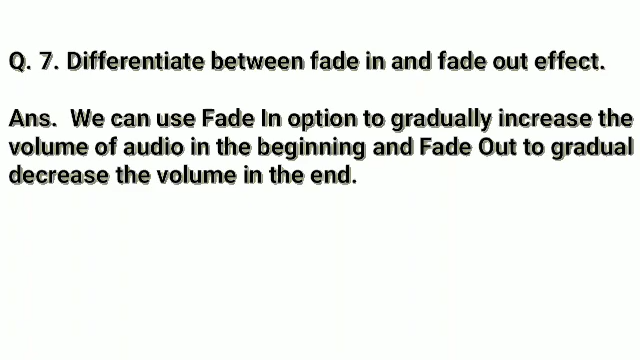 Q. 7. Differentiate between fade in and fade out effect.
Ans. We can use Fade In option to gradually increase the
volume of audio in the beginning and Fade Out to gradual
decrease the volume in the end.